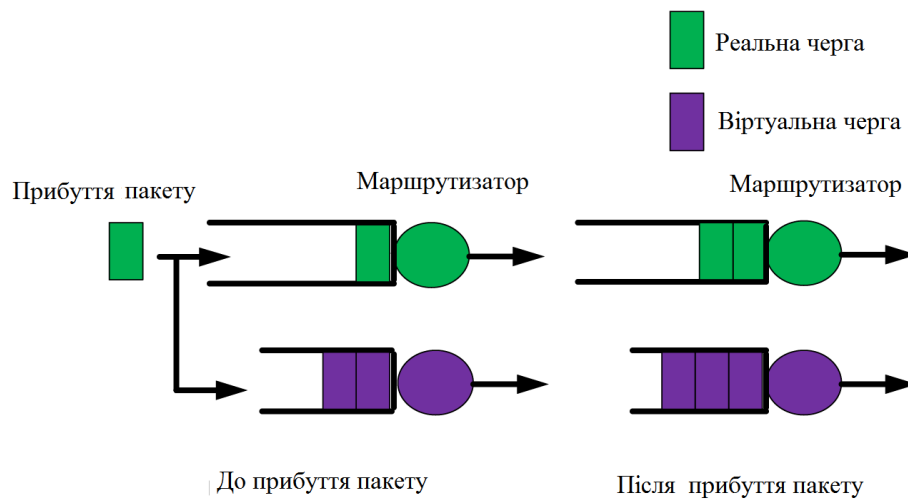 Реальна черга
Віртуальна черга
Прибуття пакету
Маршрутизатор
Маршрутизатор
До прибуття пакету
Після прибуття пакету